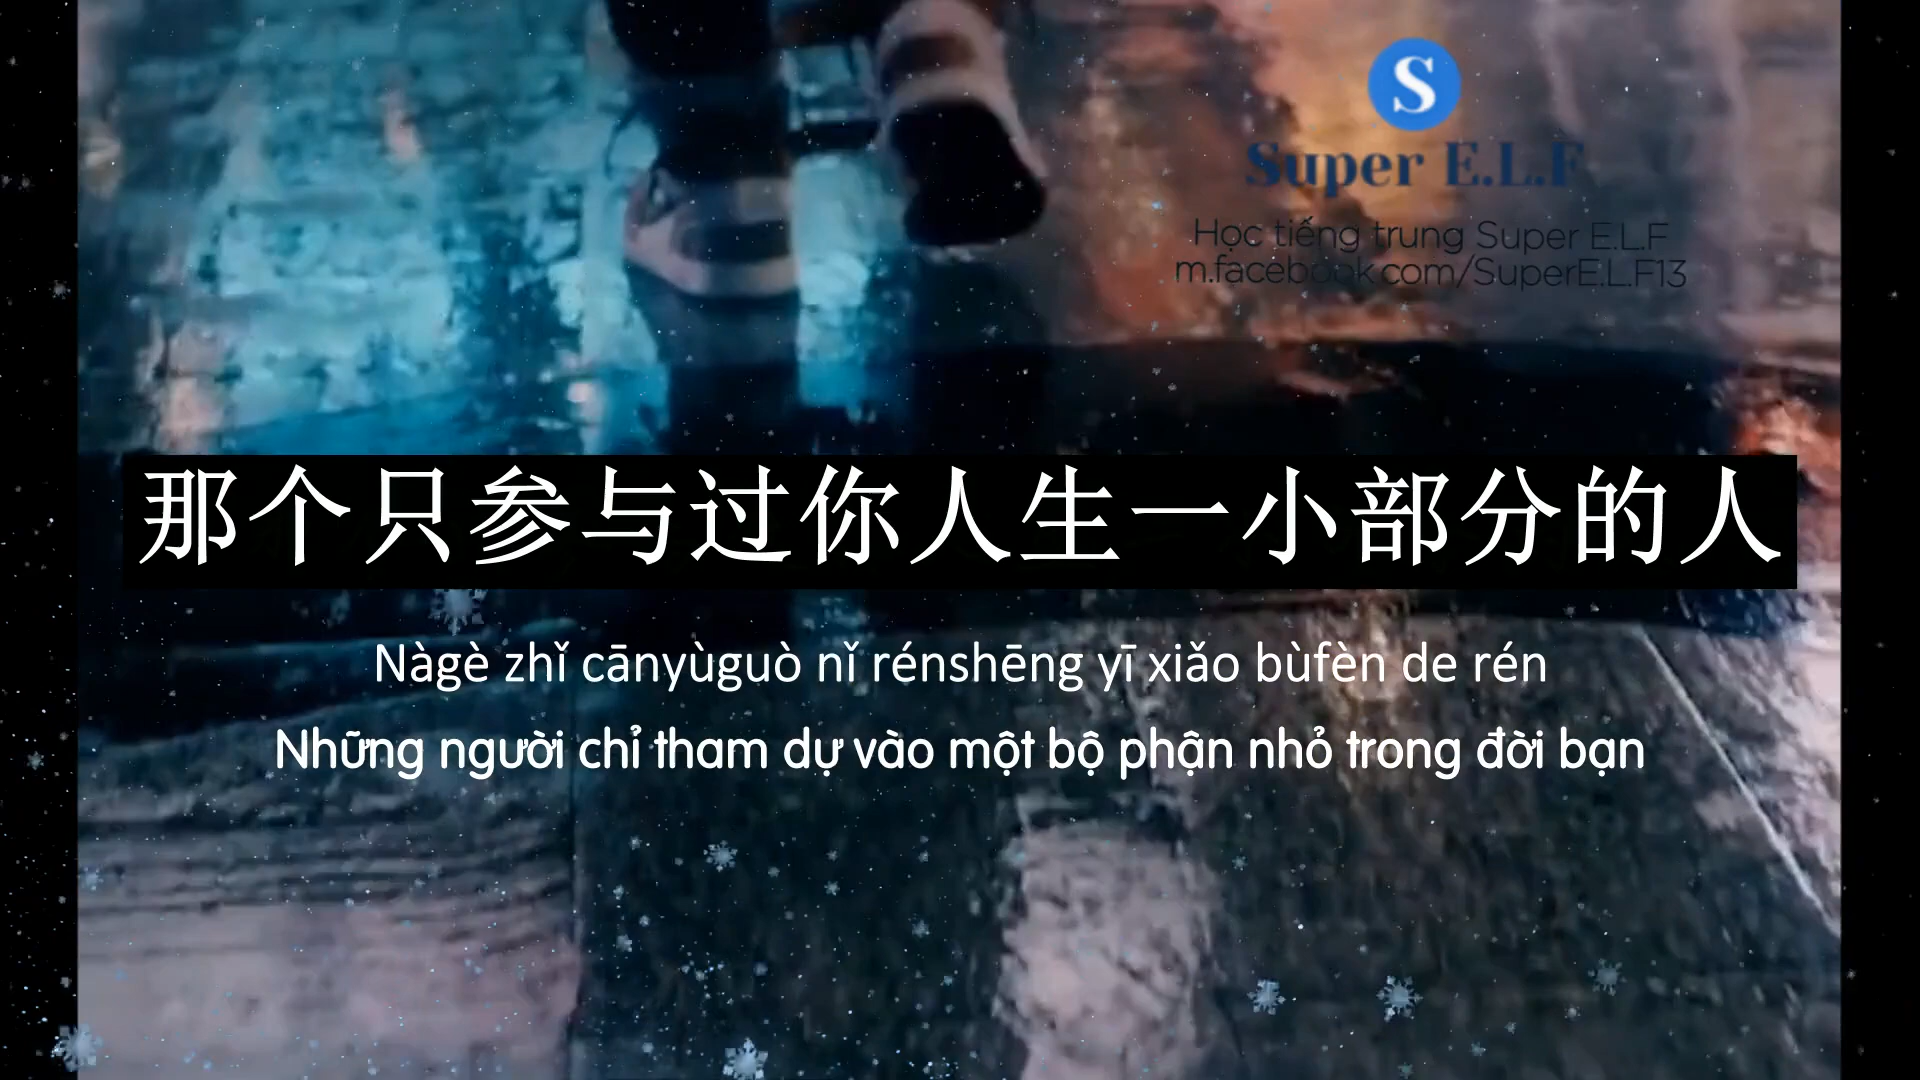 S
Super E.L.F
Học tiếng trung Super E.L.F
m.facebook.com/SuperE.L.F13
那个只参与过你人生一小部分的人
Nàgè zhǐ cānyùguò nǐ rénshēng yī xiǎo bùfèn de rén
Những người chỉ tham dự vào một bộ phận nhỏ trong đời bạn